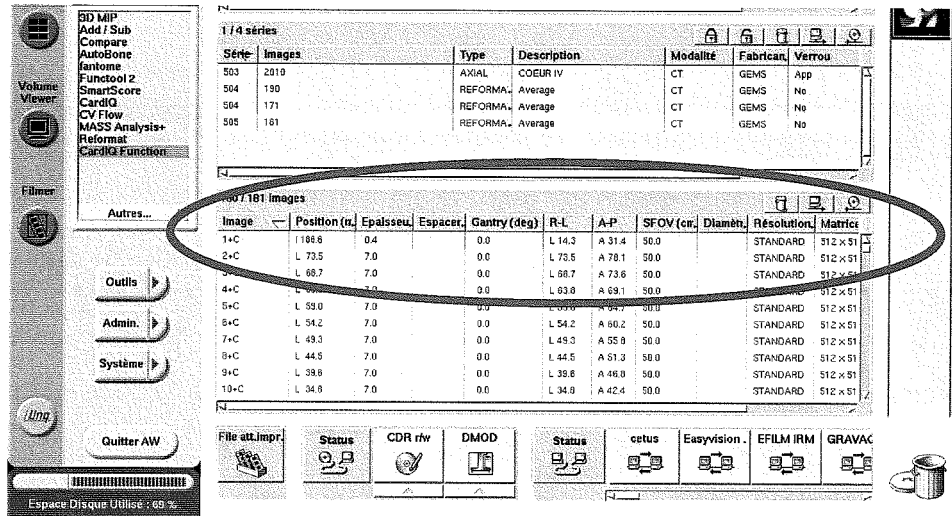 3D MIP
Add / Sub
Compare
AutoBone
fantome
Functool 2
SmartScore
CardIQ
CV Flow
MASS Analysis+
Reformat
CardIQ Function
Autres...
Volume
Viewer
Filmer
Outils
Admin.
Système
Quitter AW
Espace Disque Utilisé : 69 %
1 / 4 séries
Série Images Type Description Modalité Fabrican. Verrou
503 2010 AXIAL COEUR IV CT GEMS App
504 190 REFORMA. Average CT GEMS No
504 171 REFORMA. Average CT GEMS No
505 181 REFORMA. Average CT GEMS No
/ 181 images
Image Position (m. Epaisseu. Espacer. Gantry (deg) R-L A-P SFOV (cm. Diamèn. Résolution. Matrice
1+C 0.4 0.0 L 14.3 A 31.4 50.0 STANDARD 512 x 51
2+C L 73.5 7.0 0.0 L 73.5 A 78.1 50.0 STANDARD 512 x 51
L 68.7 7.0 0.0 L 68.7 A 73.6 50.0 STANDARD 512 x 51
4+C 0.0 L 63.8 A 69.1 50.0 STANDARD 512 x 51
5+C L 59.0 7.0 0.0 STANDARD 512 x 51
6+C L 54.2 7.0 0.0 L 54.2 A 60.2 50.0 STANDARD 512 x 51
7+C L 49.3 7.0 0.0 L 49.3 A 55.8 50.0 STANDARD 512 x 51
8+C L 44.5 7.0 0.0 L 44.5 A 51.3 50.0 STANDARD 512 x 51
9+C L 39.6 7.0 0.0 L 39.6 A 46.8 50.0 STANDARD 512 x 51
10+C L 34.8 7.0 0.0 L 34.8 A 42.4 50.0 STANDARD 512 x 51
File att.impr. Status CDR r/w DMOD Status cetus Easyvision . EFILM IRM GRAVAC